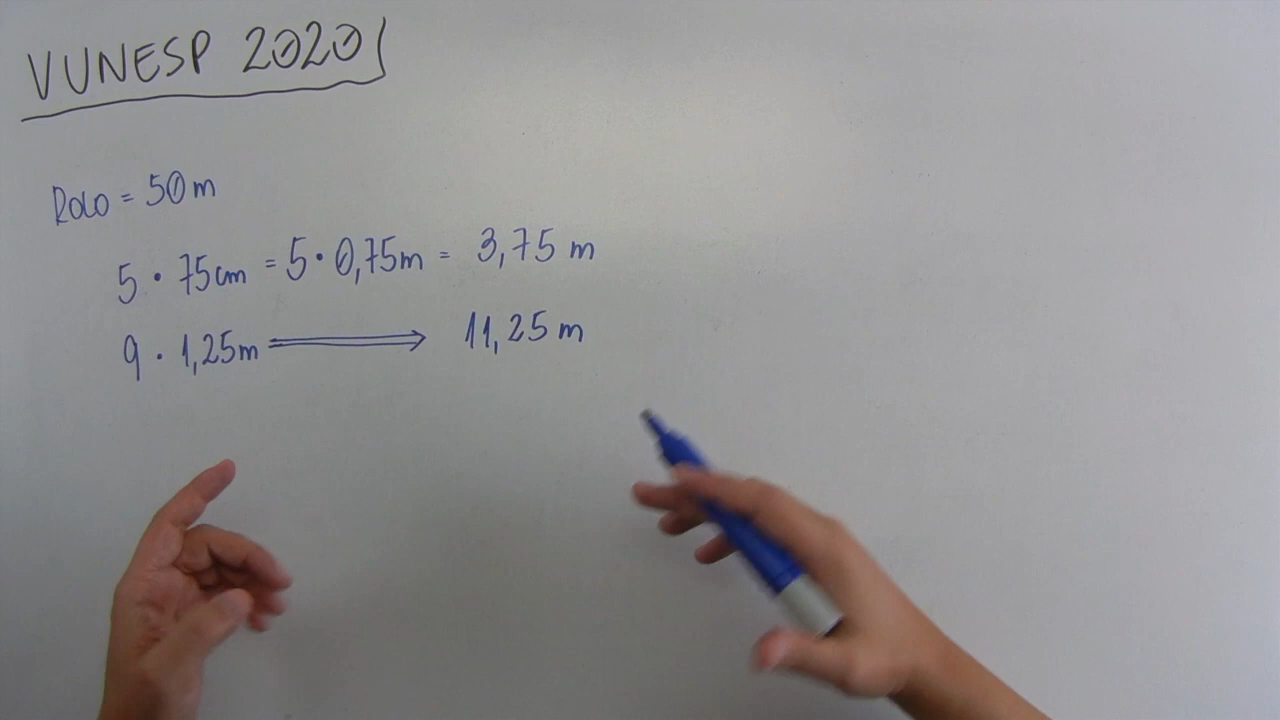 VUNESP 2020
Rolo = 50 m
5 · 75cm = 5 · 0,75m = 3,75 m
9 · 1,25m ⟹ 11,25 m